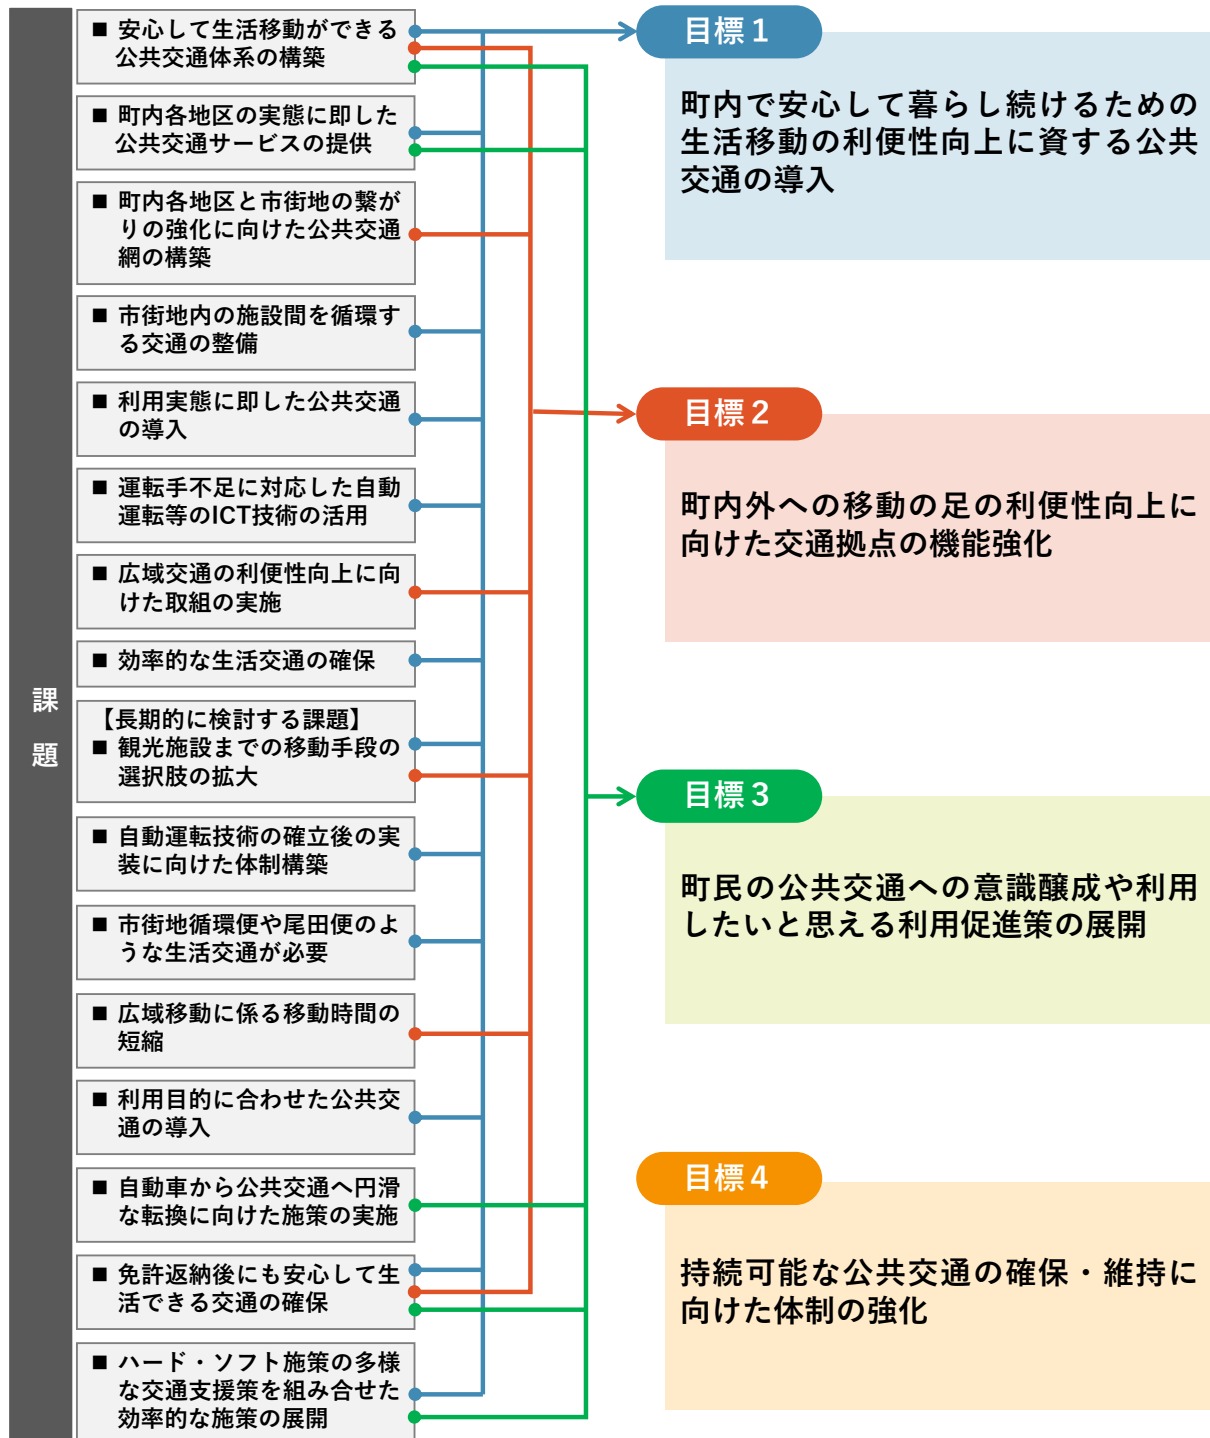 課
題
■ 安心して生活移動ができる
公共交通体系の構築
■ 町内各地区の実態に即した
公共交通サービスの提供
■ 町内各地区と市街地の繋が
りの強化に向けた公共交通
網の構築
■ 市街地内の施設間を循環す
る交通の整備
■ 利用実態に即した公共交通
の導入
■ 運転手不足に対応した自動
運転等のICT技術の活用
■ 広域交通の利便性向上に向
けた取組の実施
■ 効率的な生活交通の確保
【長期的に検討する課題】
■ 観光施設までの移動手段の
選択肢の拡大
■ 自動運転技術の確立後の実
装に向けた体制構築
■ 市街地循環便や尾田便のよ
うな生活交通が必要
■ 広域移動に係る移動時間の
短縮
■ 利用目的に合わせた公共交
通の導入
■ 自動車から公共交通へ円滑
な転換に向けた施策の実施
■ 免許返納後にも安心して生
活できる交通の確保
■ ハード・ソフト施策の多様
な交通支援策を組み合せた
効率的な施策の展開
目標１
町内で安心して暮らし続けるための
生活移動の利便性向上に資する公共
交通の導入
目標２
町内外への移動の足の利便性向上に
向けた交通拠点の機能強化
目標３
町民の公共交通への意識醸成や利用
したいと思える利用促進策の展開
目標４
持続可能な公共交通の確保・維持に
向けた体制の強化